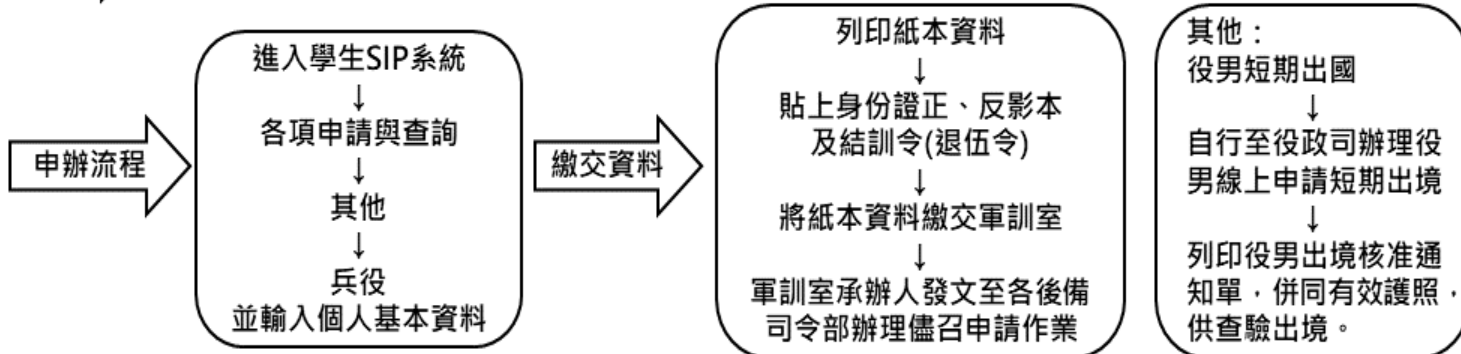 申辦流程
進入學生SIP系統
↓
各項申請與查詢
↓
其他
↓
兵役
並輸入個人基本資料
繳交資料
列印紙本資料
↓
貼上身份證正、反影本
及結訓令(退伍令)
↓
將紙本資料繳交軍訓室
↓
軍訓室承辦人發文至各後備
司令部辦理儘召申請作業
其他：
役男短期出國
↓
自行至役政司辦理役
男線上申請短期出境
↓
列印役男出境核准通
知單，併同有效護照，
供查驗出境。